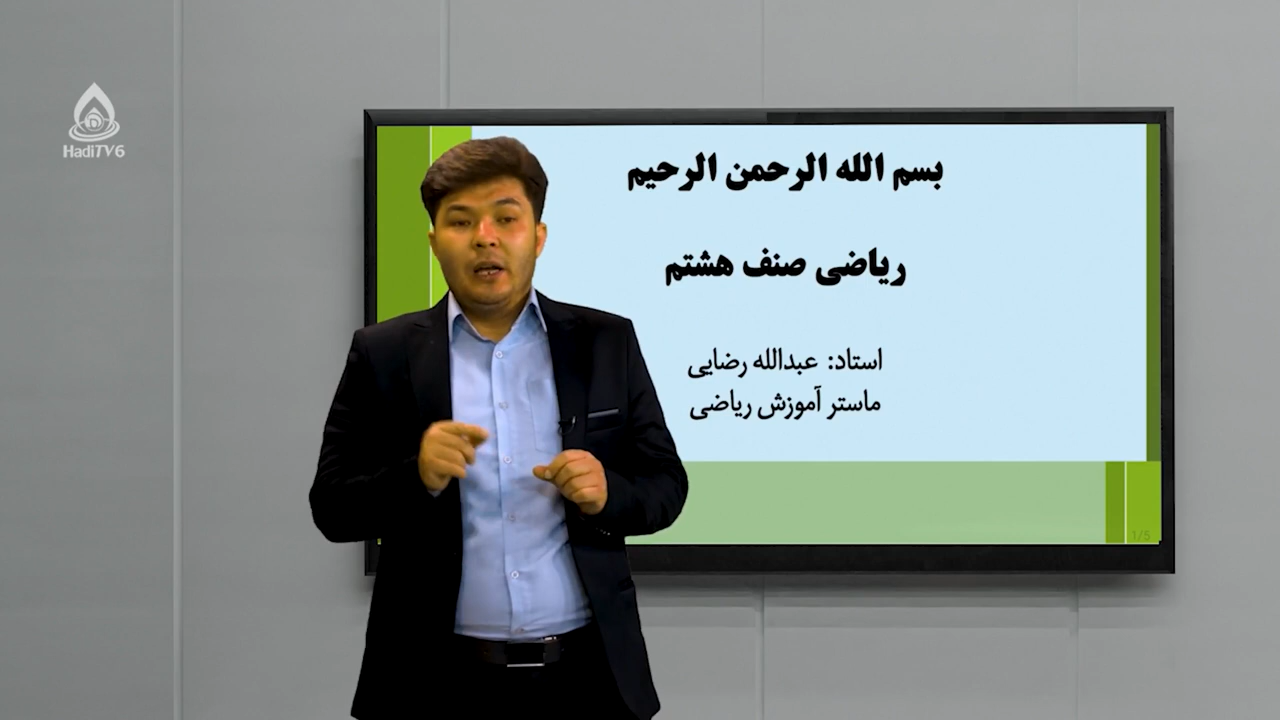 HadiTV6
بسم الله الرحمن الرحیم
ریاضی صنف هشتم
استاد: عبدالله رضایی
ماستر آموزش ریاضی
1/5